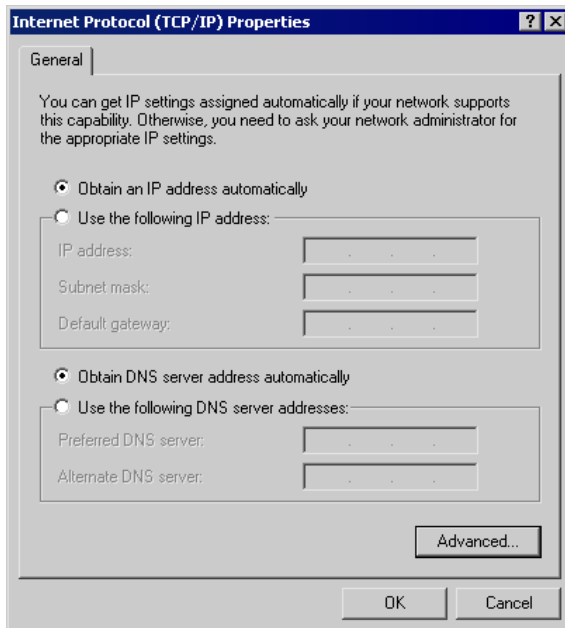 Internet Protocol (TCP/IP) Properties
General
You can get IP settings assigned automatically if your network supports
this capability. Otherwise, you need to ask your network administrator for
the appropriate IP settings.
Obtain an IP address automatically
Use the following IP address:
IP address:
Subnet mask:
Default gateway:
Obtain DNS server address automatically
Use the following DNS server addresses:
Preferred DNS server:
Alternate DNS server:
Advanced...
OK Cancel